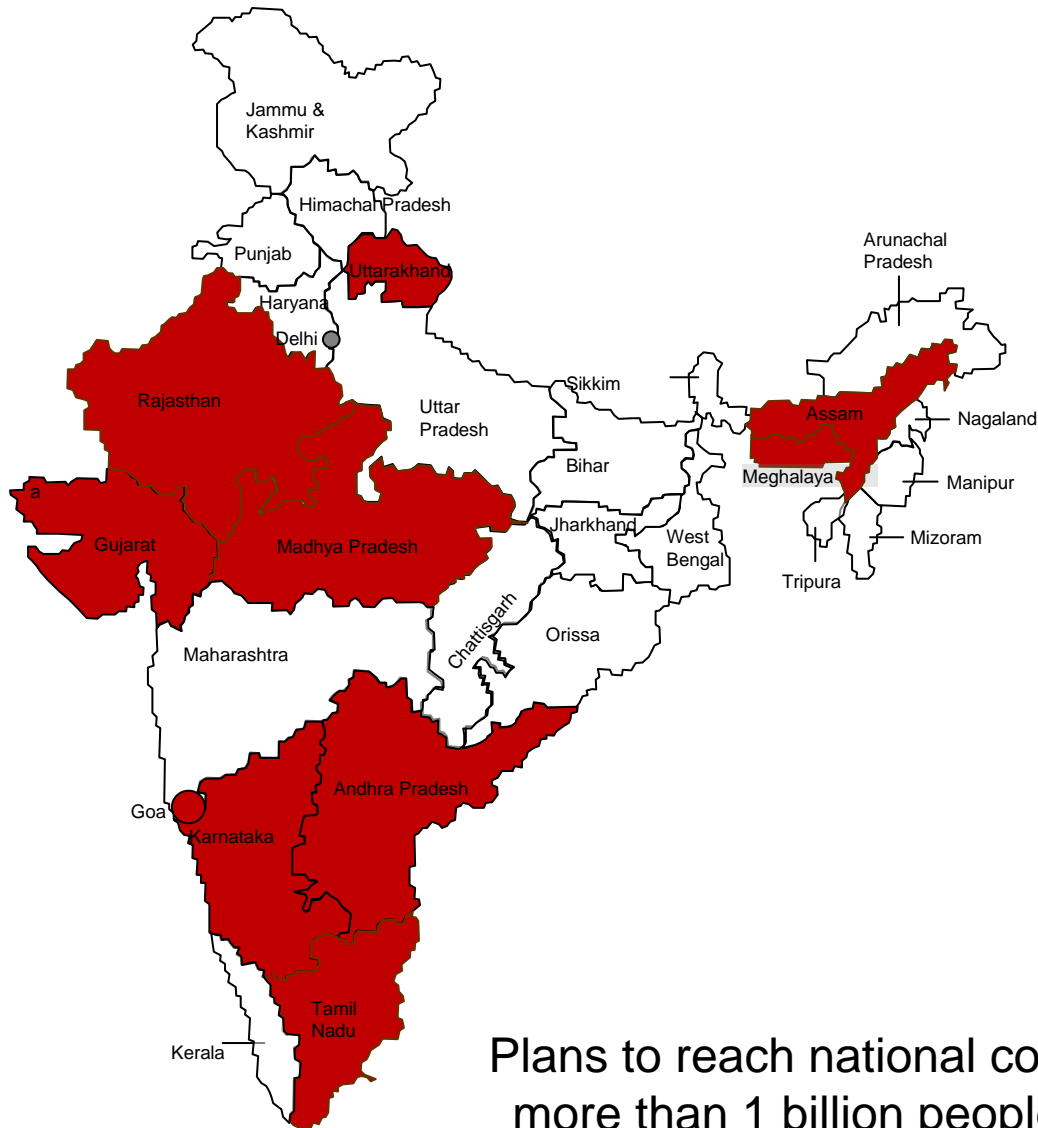 Jammu &
Kashmir
Himachal Pradesh
Punjab
Uttarakhand
Arunachal
Pradesh
Haryana
Delhi
Sikkim
Rajasthan
Uttar
Pradesh
Assam
Nagaland
Bihar
Meghalaya
Manipur
a
Jharkhand
West
Bengal
Mizoram
Gujarat
Madhya Pradesh
Tripura
Chattisgarh
Orissa
Maharashtra
Andhra Pradesh
Goa
Karnataka
Tamil
Nadu
Kerala
Plans to reach national co
more than 1 billion people